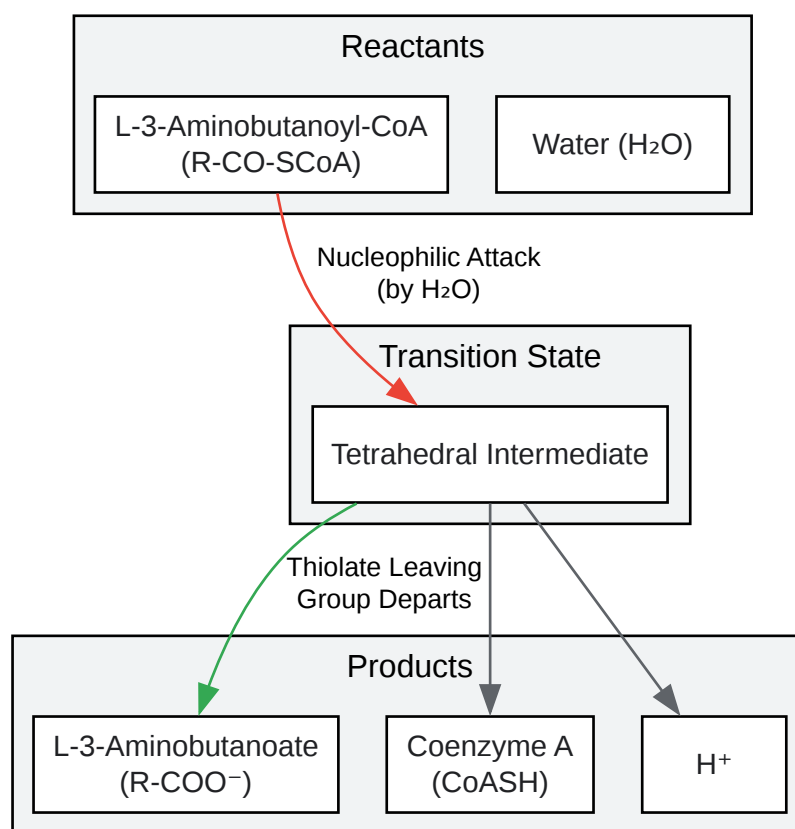 Reactants
L-3-Aminobutanoyl-CoA
(R-CO-SCoA)
Water (H₂O)
Nucleophilic Attack
(by H₂O)
Transition State
Tetrahedral Intermediate
Thiolate Leaving
Group Departs
Products
L-3-Aminobutanoate
(R-COO⁻)
Coenzyme A
(CoASH)
H⁺